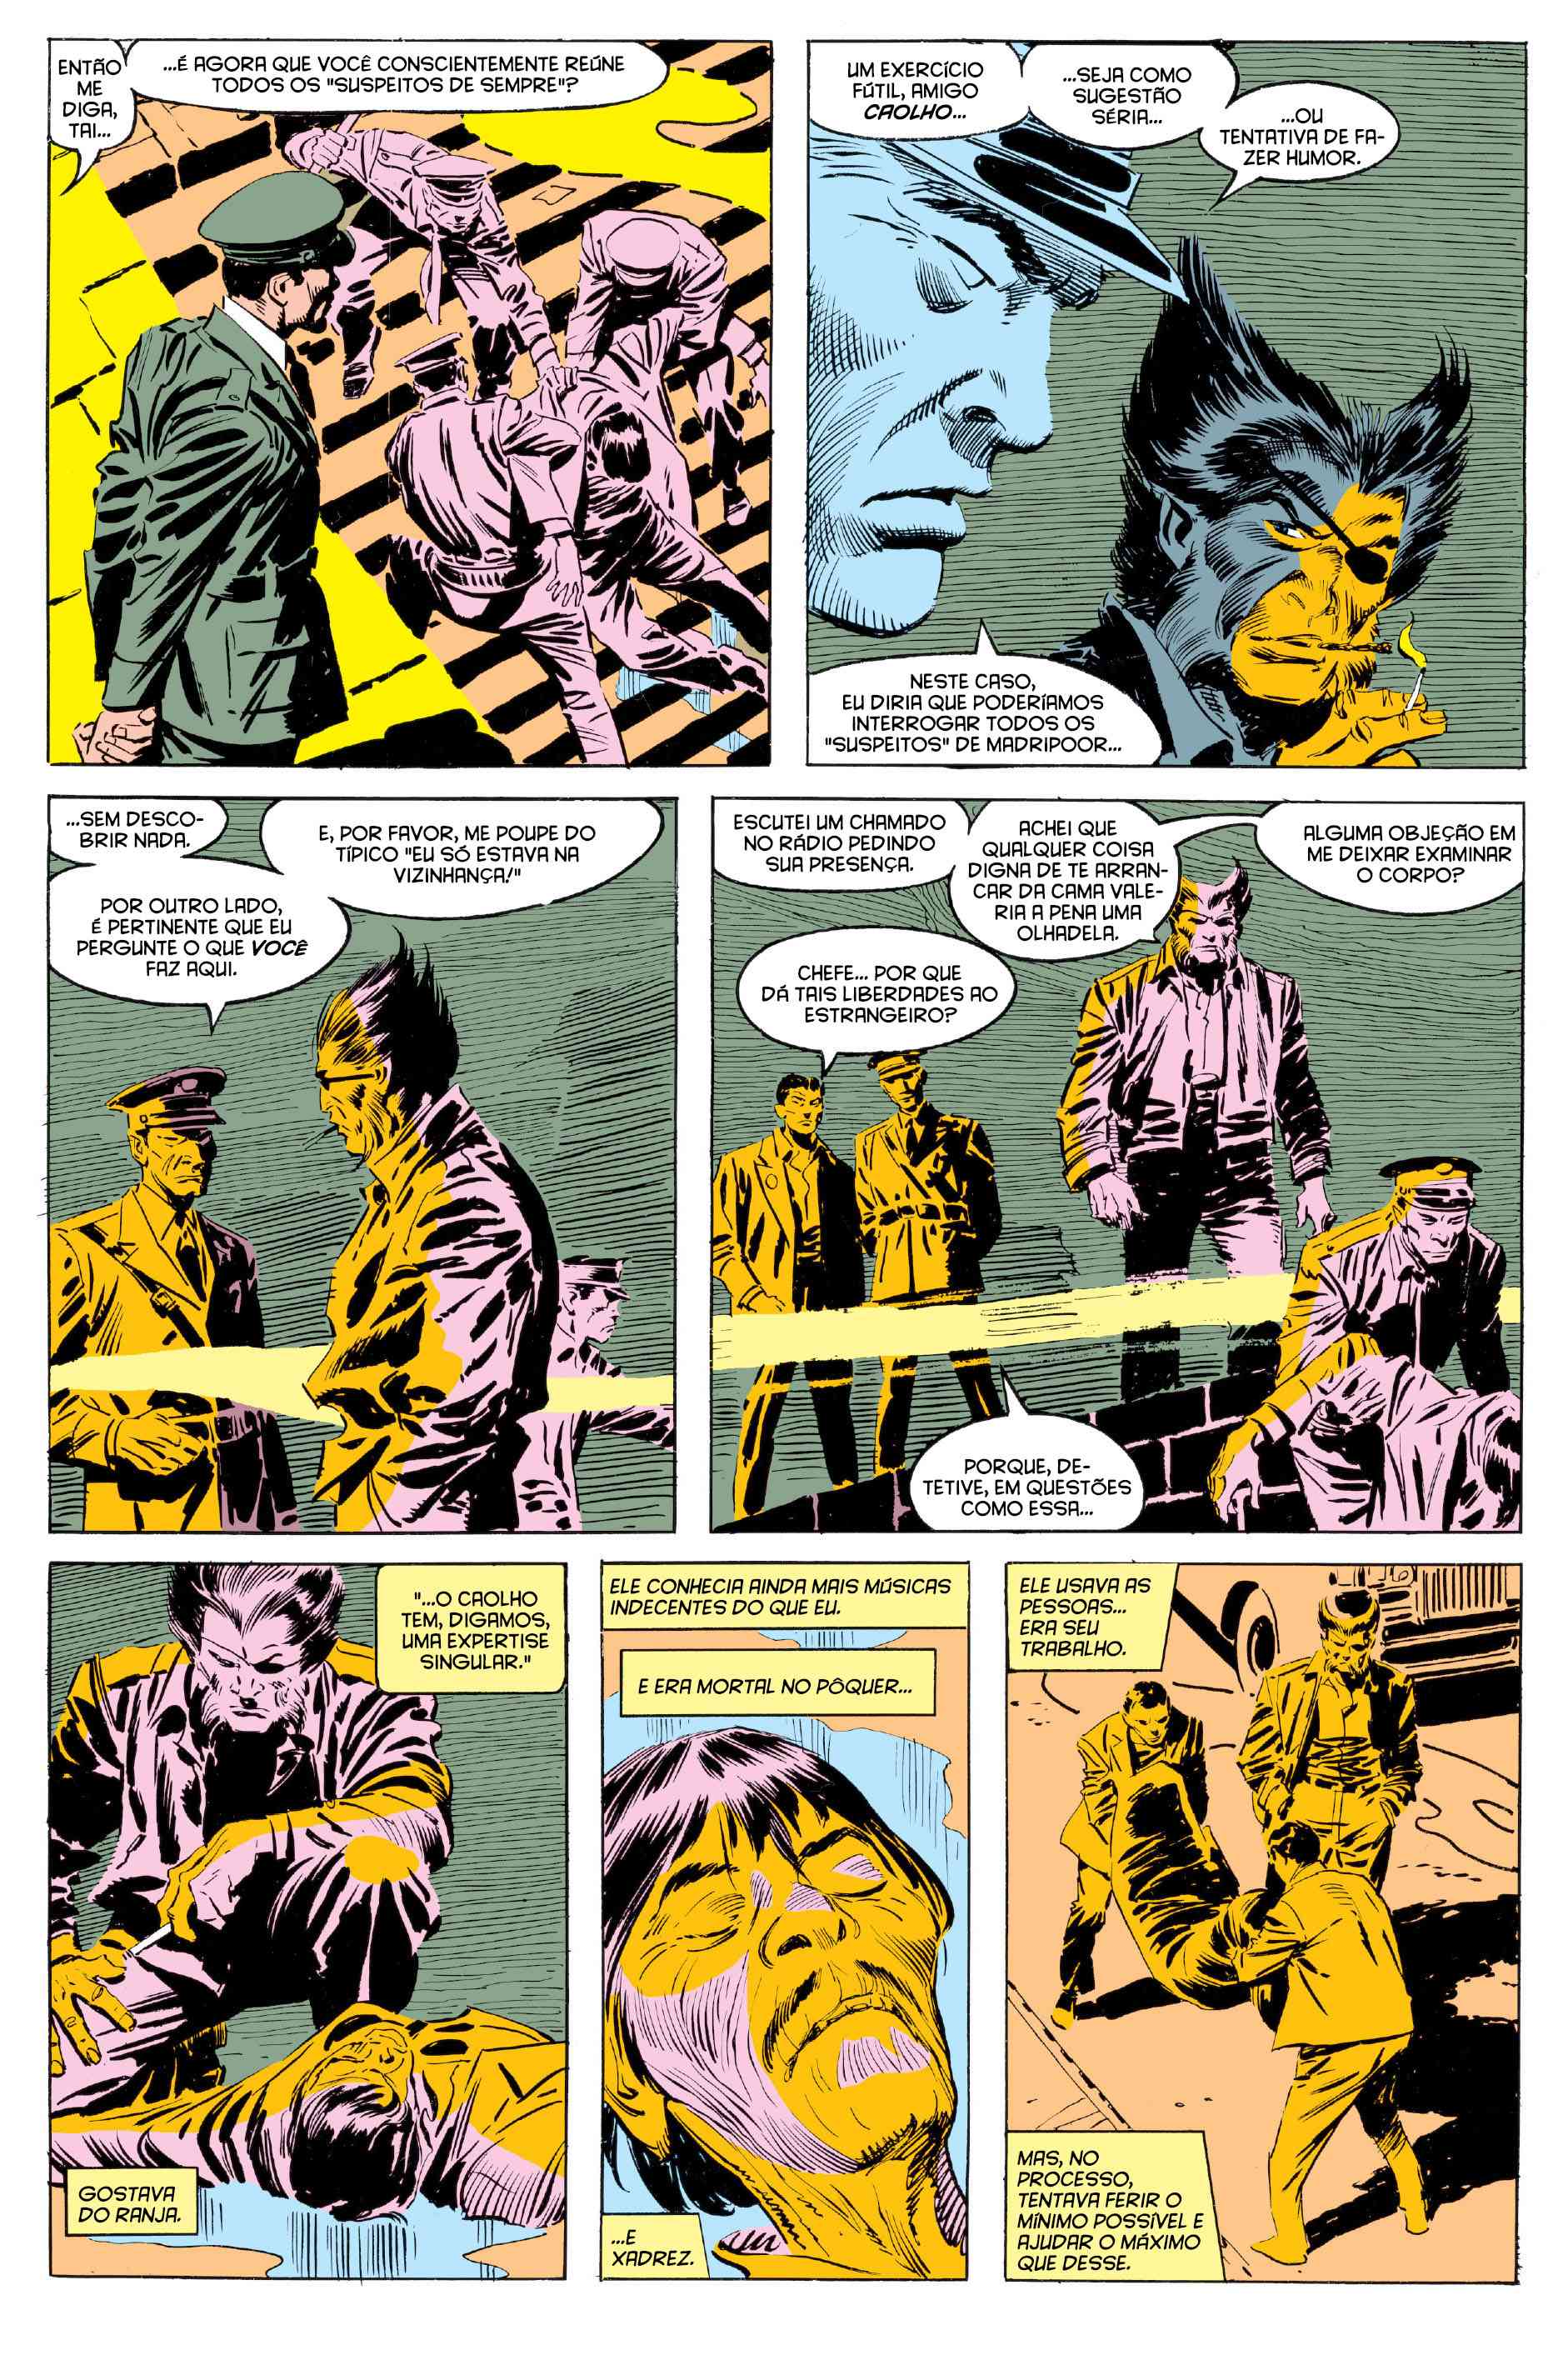 ENTÃO
ME
DIGA,
TAI...
...É AGORA QUE VOCÊ CONSCIENTEMENTE REÚNE
TODOS OS "SUSPEITOS DE SEMPRE"?
UM EXERCÍCIO
FÚTIL, AMIGO
CAOLHO...
...SEJA COMO
SUGESTÃO
SÉRIA...
...OU
TENTATIVA DE FA-
ZER HUMOR.
NESTE CASO,
EU DIRIA QUE PODERÍAMOS
INTERROGAR TODOS OS
"SUSPEITOS" DE MADRIPOOR...
...SEM DESCO-
BRIR NADA.
POR OUTRO LADO,
É PERTINENTE QUE EU
PERGUNTE O QUE VOCÊ
FAZ AQUI.
E, POR FAVOR, ME POUPE DO
TÍPICO "EU SÓ ESTAVA NA
VIZINHANÇA!"
ESCUTEI UM CHAMADO
NO RÁDIO PEDINDO
SUA PRESENÇA.
ACHEI QUE
QUALQUER COISA
DIGNA DE TE ARRAN-
CAR DA CAMA VALE-
RIA A PENA UMA
OLHADELA.
ALGUMA OBJEÇÃO EM
ME DEIXAR EXAMINAR
O CORPO?
CHEFE... POR QUE
DÁ TAIS LIBERDADES AO
ESTRANGEIRO?
PORQUE, DE-
TETIVE, EM QUESTÕES
COMO ESSA...
"...O CAOLHO
TEM, DIGAMOS,
UMA EXPERTISE
SINGULAR."
GOSTAVA
DO RANJA.
ELE CONHECIA AINDA MAIS MÚSICAS
INDECENTES DO QUE EU.
E ERA MORTAL NO PÔQUER...
...E
XADREZ.
ELE USAVA AS
PESSOAS...
ERA SEU
TRABALHO.
MAS, NO
PROCESSO,
TENTAVA FERIR O
MÍNIMO POSSÍVEL E
AJUDAR O MÁXIMO
QUE DESSE.